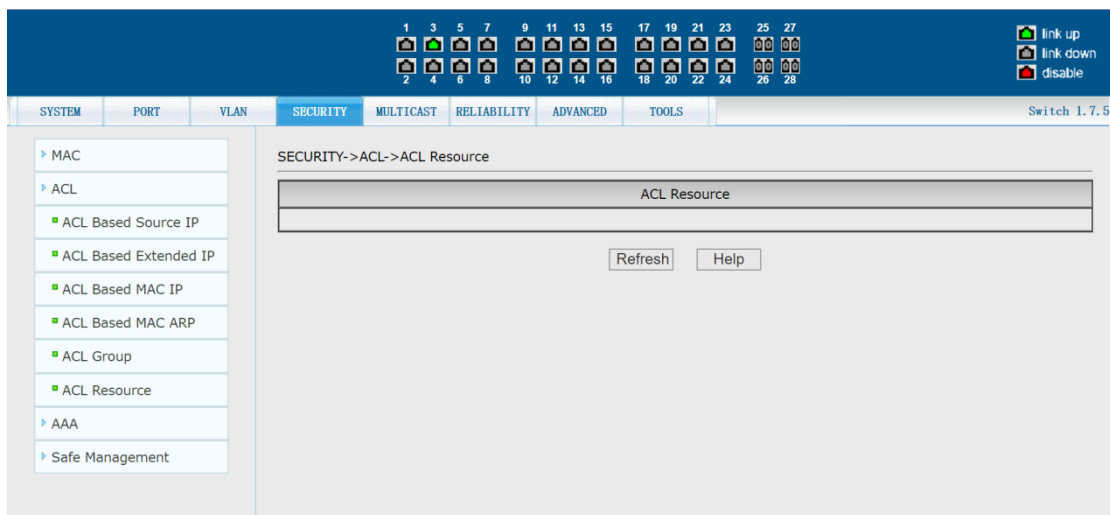 1 3 5 7 9 11 13 15 17 19 21 23 25 27
2 4 6 8 10 12 14 16 18 20 22 24 26 28
link up
link down
disable
SYSTEM PORT VLAN SECURITY MULTICAST RELIABILITY ADVANCED TOOLS Switch 1.7.5
MAC
ACL
ACL Based Source IP
ACL Based Extended IP
ACL Based MAC IP
ACL Based MAC ARP
ACL Group
ACL Resource
AAA
Safe Management
SECURITY->ACL->ACL Resource
ACL Resource
Refresh Help